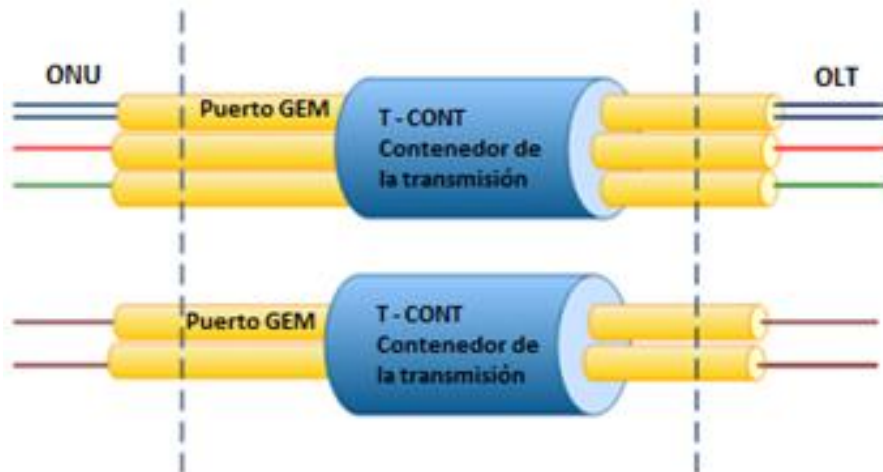 ONU
OLT
Puerto GEM
T - CONT
Contenedor de
la transmisión
Puerto GEM
T - CONT
Contenedor de
la transmisión